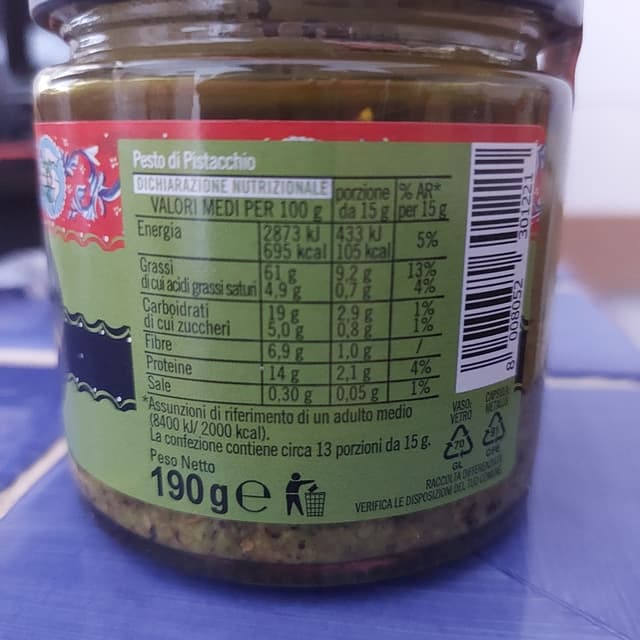 Pesto di Pistacchio
DICHIARAZIONE NUTRIZIONALE porzione % AR*
VALORI MEDI PER 100 g da 15 g per 15 g
Energia 2873 kJ 433 kJ 5%
695 kcal 105 kcal
Grassi 61 g 9,2 g 13%
di cui acidi grassi saturi 4,9 g 0,7 g 4%
Carboidrati 19 g 2,9 g 1%
di cui zuccheri 5,0 g 0,8 g 1%
Fibre 6,9 g 1,0 g /
Proteine 14 g 2,1 g 4%
Sale 0,30 g 0,05 g 1%
*Assunzioni di riferimento di un adulto medio
(8400 kJ/ 2000 kcal).
La confezione contiene circa 13 porzioni da 15 g.
Peso Netto
190 g e
VASO: CAPSULA:
VETRO METALLO
70
GL
RACCOLTA DIFFERENZIATA
VERIFICA LE DISPOSIZIONI DEL TUO COMUNE
8 008052 301221